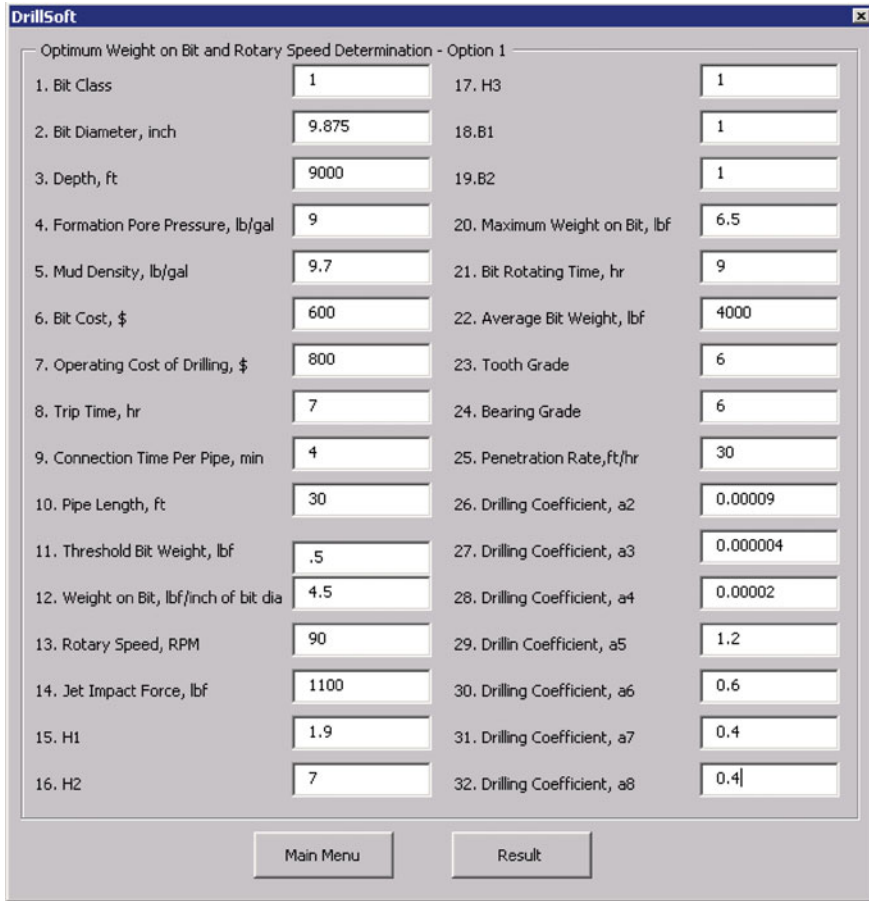 DrillSoft
Optimum Weight on Bit and Rotary Speed Determination - Option 1
1. Bit Class 1
2. Bit Diameter, inch 9.875
3. Depth, ft 9000
4. Formation Pore Pressure, lb/gal 9
5. Mud Density, lb/gal 9.7
6. Bit Cost, $ 600
7. Operating Cost of Drilling, $ 800
8. Trip Time, hr 7
9. Connection Time Per Pipe, min 4
10. Pipe Length, ft 30
11. Threshold Bit Weight, lbf .5
12. Weight on Bit, lbf/inch of bit dia 4.5
13. Rotary Speed, RPM 90
14. Jet Impact Force, lbf 1100
15. H1 1.9
16. H2 7
17. H3 1
18.B1 1
19.B2 1
20. Maximum Weight on Bit, lbf 6.5
21. Bit Rotating Time, hr 9
22. Average Bit Weight, lbf 4000
23. Tooth Grade 6
24. Bearing Grade 6
25. Penetration Rate,ft/hr 30
26. Drilling Coefficient, a2 0.00009
27. Drilling Coefficient, a3 0.000004
28. Drilling Coefficient, a4 0.00002
29. Drillin Coefficient, a5 1.2
30. Drilling Coefficient, a6 0.6
31. Drilling Coefficient, a7 0.4
32. Drilling Coefficient, a8 0.4
Main Menu
Result